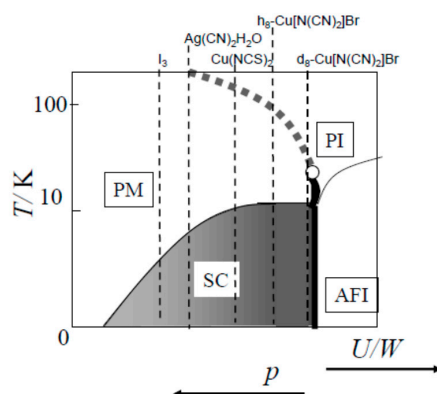 h₈-Cu[N(CN)₂]Br
Ag(CN)₂H₂O
I₃
Cu(NCS)₂
d₈-Cu[N(CN)₂]Br
100
PI
T/K
PM
10
SC
AFI
0
U/W
p